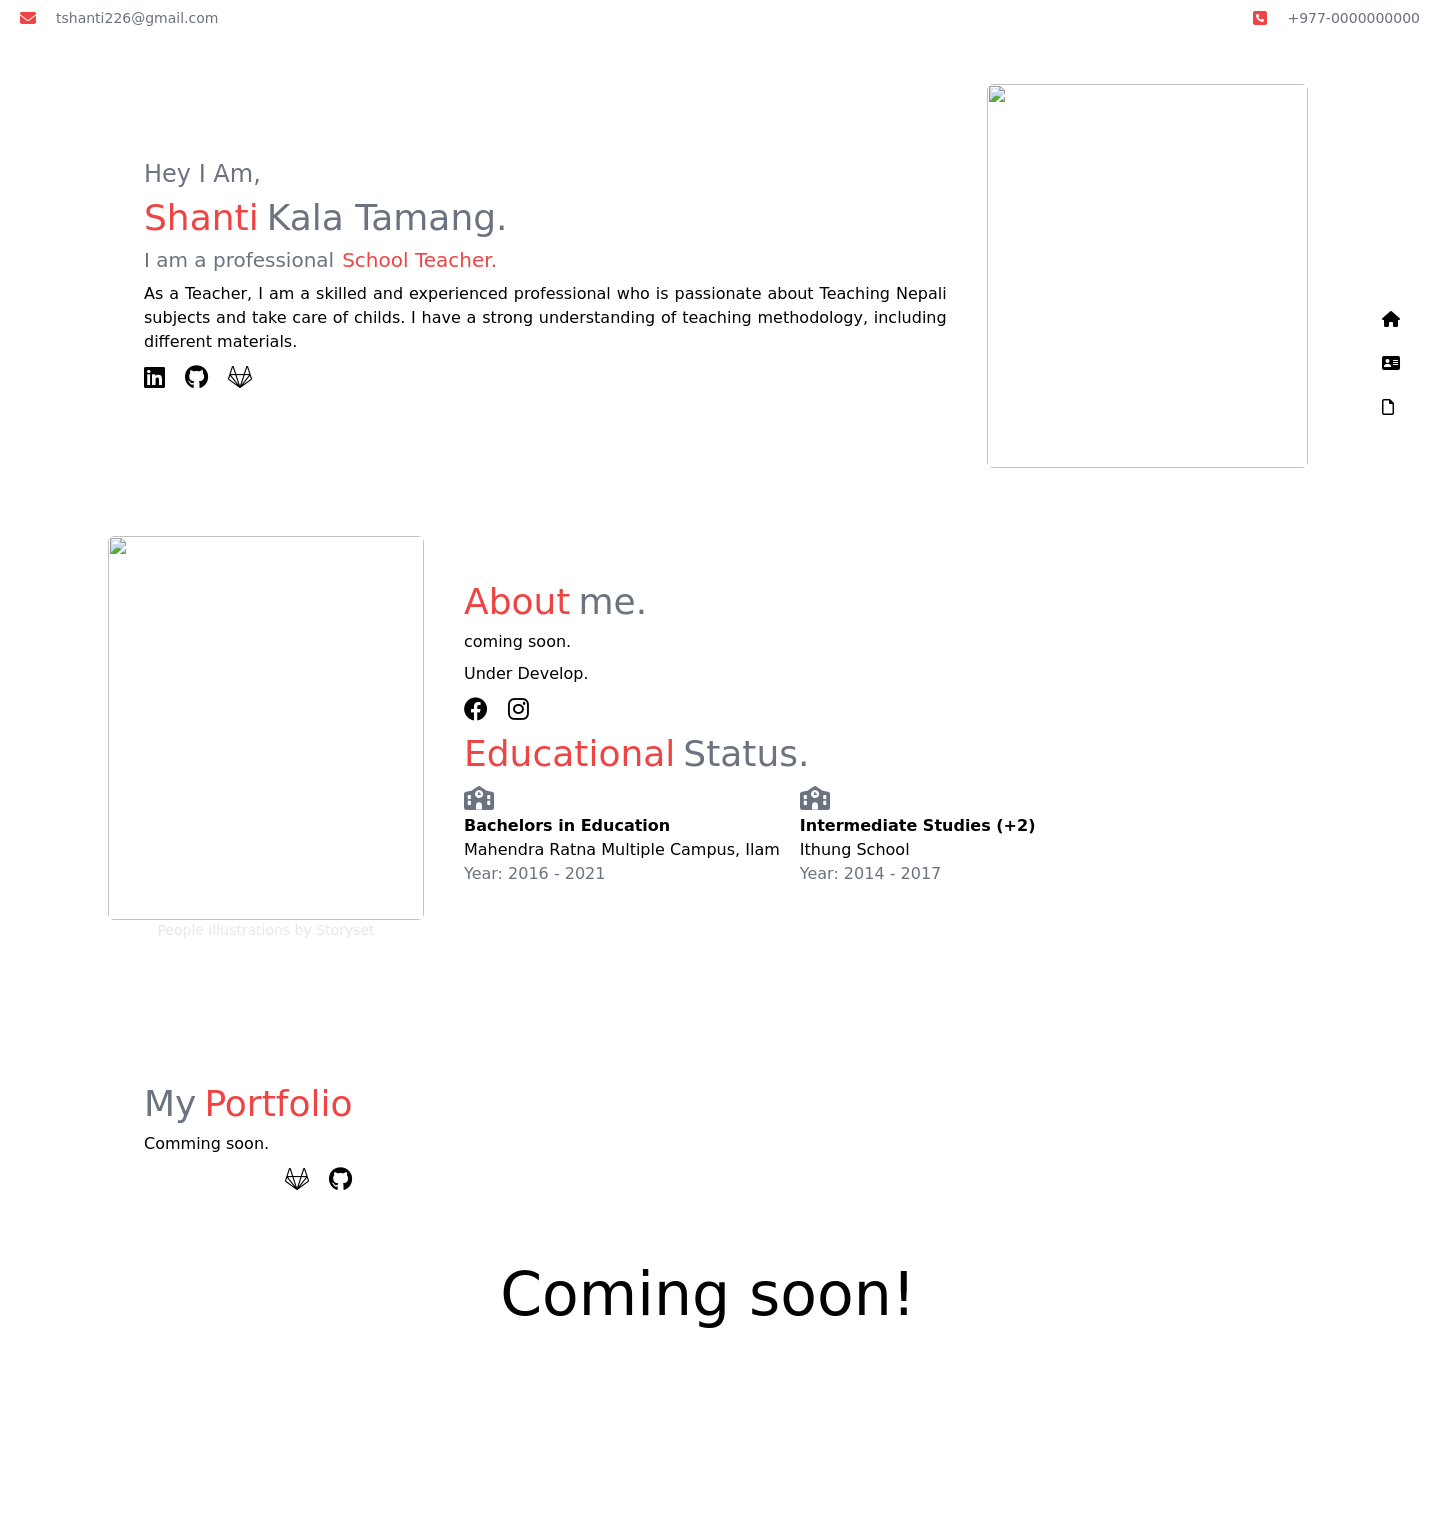 tshanti226@gmail.com
+977-0000000000
Hey I Am,
Shanti Kala Tamang.
I am a professional School Teacher.
As a Teacher, I am a skilled and experienced professional who is passionate about Teaching Nepali
subjects and take care of childs. I have a strong understanding of teaching methodology, including
different materials.
About me.
coming soon.
Under Develop.
Educational Status.
Bachelors in Education
Mahendra Ratna Multiple Campus, Ilam
Year: 2016 - 2021
Intermediate Studies (+2)
Ithung School
Year: 2014 - 2017
People illustrations by Storyset
My Portfolio
Comming soon.
Coming soon!